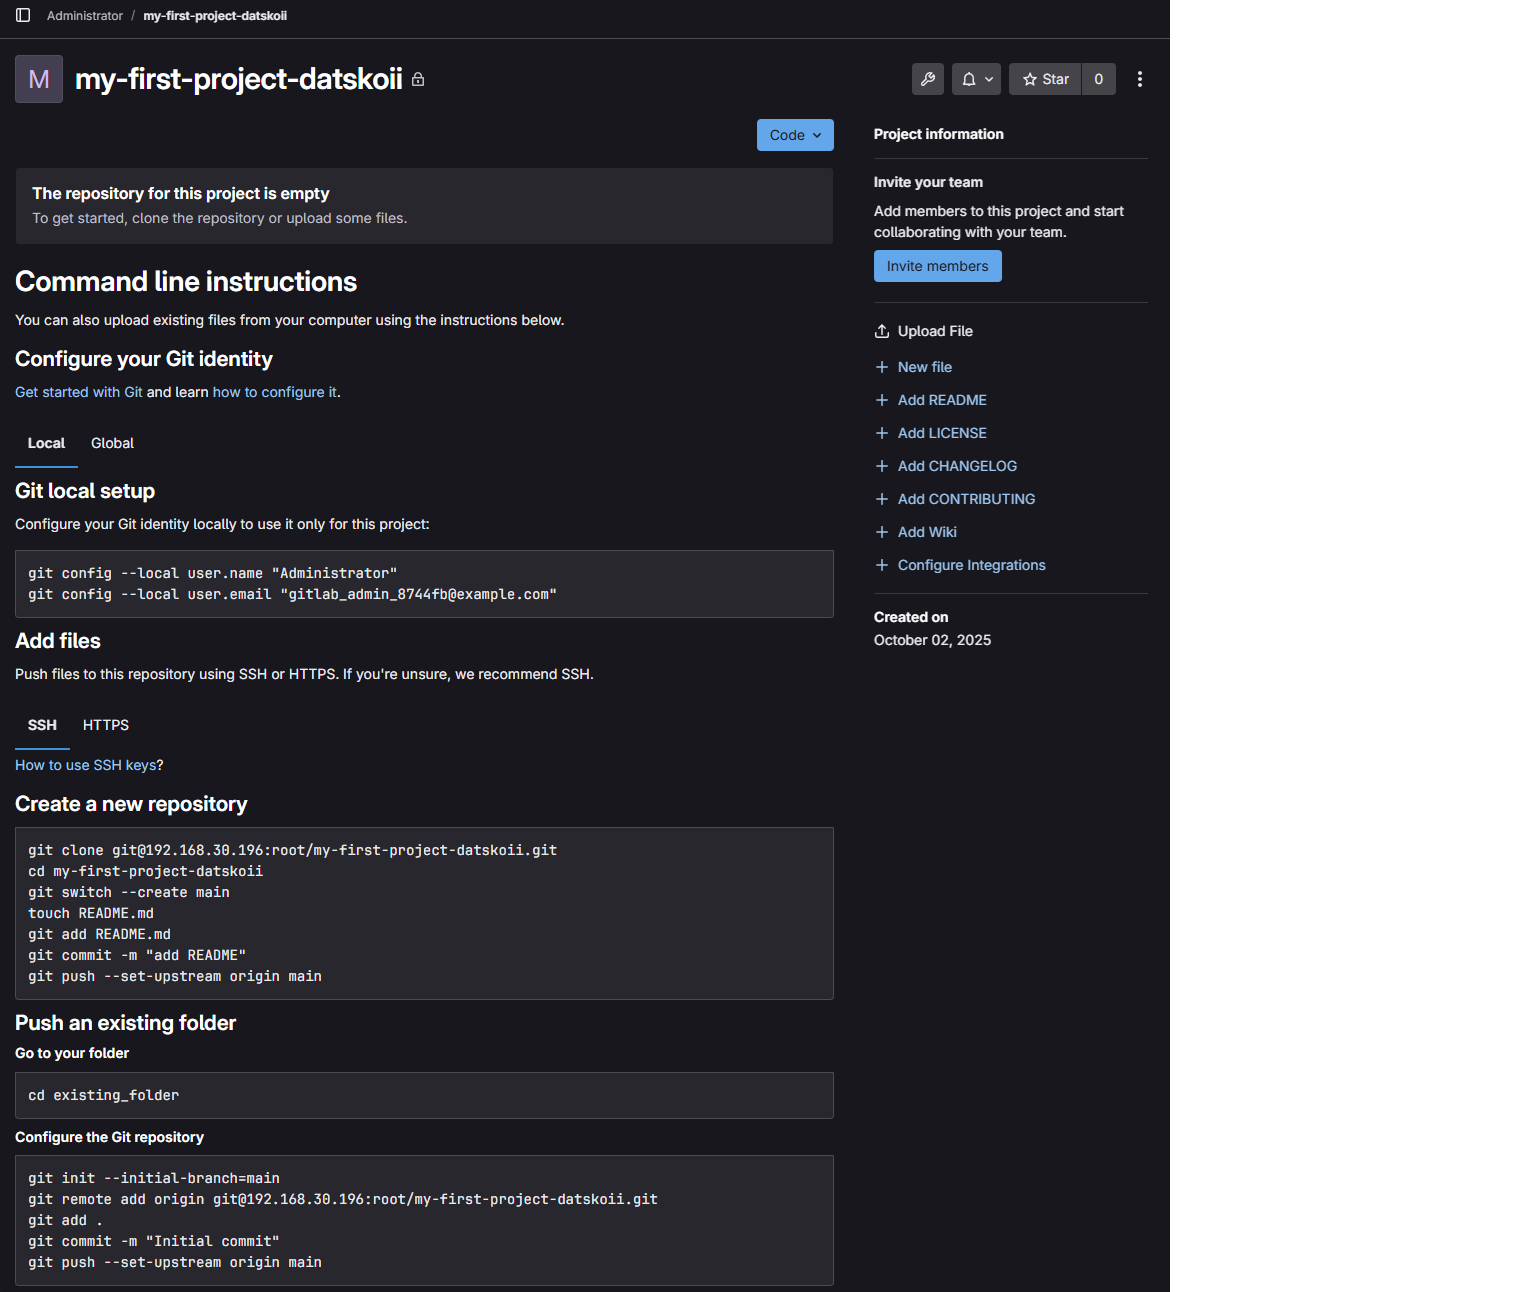 Administrator / my-first-project-datskoii
M my-first-project-datskoii
Star 0
Code
The repository for this project is empty
To get started, clone the repository or upload some files.
Command line instructions
You can also upload existing files from your computer using the instructions below.
Configure your Git identity
Get started with Git and learn how to configure it.
Local Global
Git local setup
Configure your Git identity locally to use it only for this project:
git config --local user.name "Administrator"
git config --local user.email "gitlab_admin_8744fb@example.com"
Add files
Push files to this repository using SSH or HTTPS. If you're unsure, we recommend SSH.
SSH HTTPS
How to use SSH keys?
Create a new repository
git clone git@192.168.30.196:root/my-first-project-datskoii.git
cd my-first-project-datskoii
git switch --create main
touch README.md
git add README.md
git commit -m "add README"
git push --set-upstream origin main
Push an existing folder
Go to your folder
cd existing_folder
Configure the Git repository
git init --initial-branch=main
git remote add origin git@192.168.30.196:root/my-first-project-datskoii.git
git add .
git commit -m "Initial commit"
git push --set-upstream origin main
Project information
Invite your team
Add members to this project and start
collaborating with your team.
Invite members
Upload File
New file
Add README
Add LICENSE
Add CHANGELOG
Add CONTRIBUTING
Add Wiki
Configure Integrations
Created on
October 02, 2025